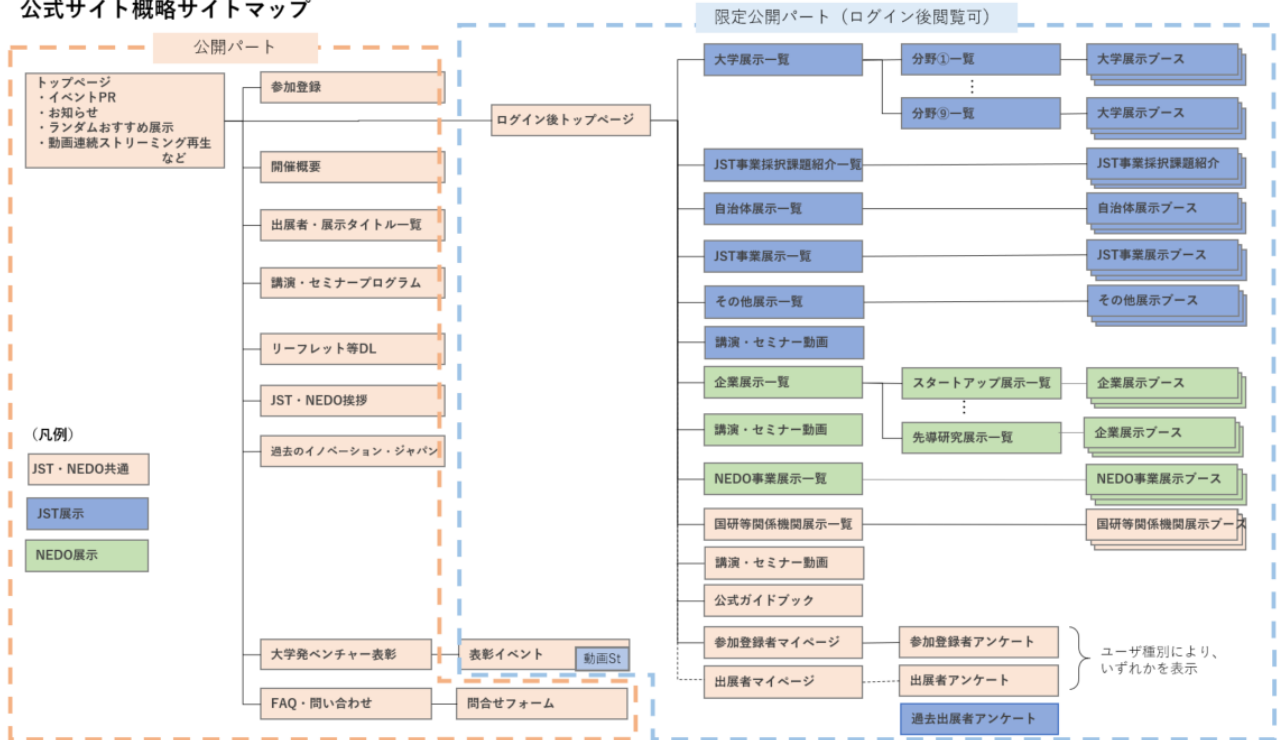 公式サイト概略サイトマップ
公開パート
限定公開パート（ログイン後閲覧可）
トップページ
・イベントPR
・お知らせ
・ランダムおすすめ展示
・動画連続ストリーミング再生
など
参加登録
開催概要
出展者・展示タイトル一覧
講演・セミナープログラム
リーフレット等DL
JST・NEDO挨拶
過去のイノベーション・ジャパン
大学発ベンチャー表彰
FAQ・問い合わせ
表彰イベント
動画St
問合せフォーム
（凡例）
JST・NEDO共通
JST展示
NEDO展示
ログイン後トップページ
大学展示一覧
分野①一覧
大学展示ブース
⋮
分野⑨一覧
大学展示ブース
JST事業採択課題紹介一覧
JST事業採択課題紹介
自治体展示一覧
自治体展示ブース
JST事業展示一覧
JST事業展示ブース
その他展示一覧
その他展示ブース
講演・セミナー動画
企業展示一覧
スタートアップ展示一覧
企業展示ブース
⋮
講演・セミナー動画
先導研究展示一覧
企業展示ブース
NEDO事業展示一覧
NEDO事業展示ブース
国研等関係機関展示一覧
国研等関係機関展示ブース
講演・セミナー動画
公式ガイドブック
参加登録者マイページ
参加登録者アンケート
出展者マイページ
出展者アンケート
過去出展者アンケート
ユーザ種別により、
いずれかを表示